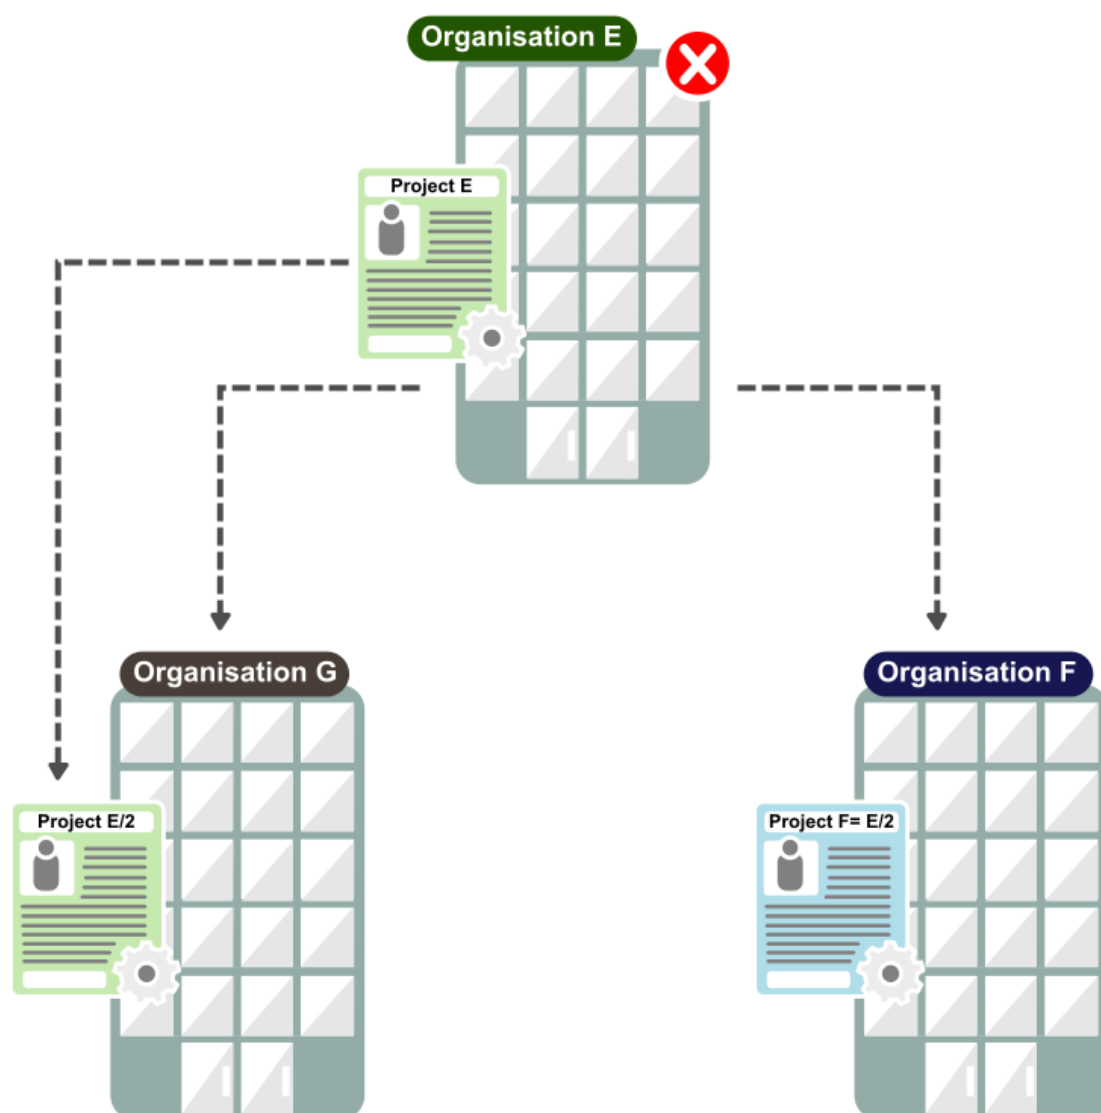 Organisation E
Project E
Organisation G
Organisation F
Project E/2
Project F= E/2